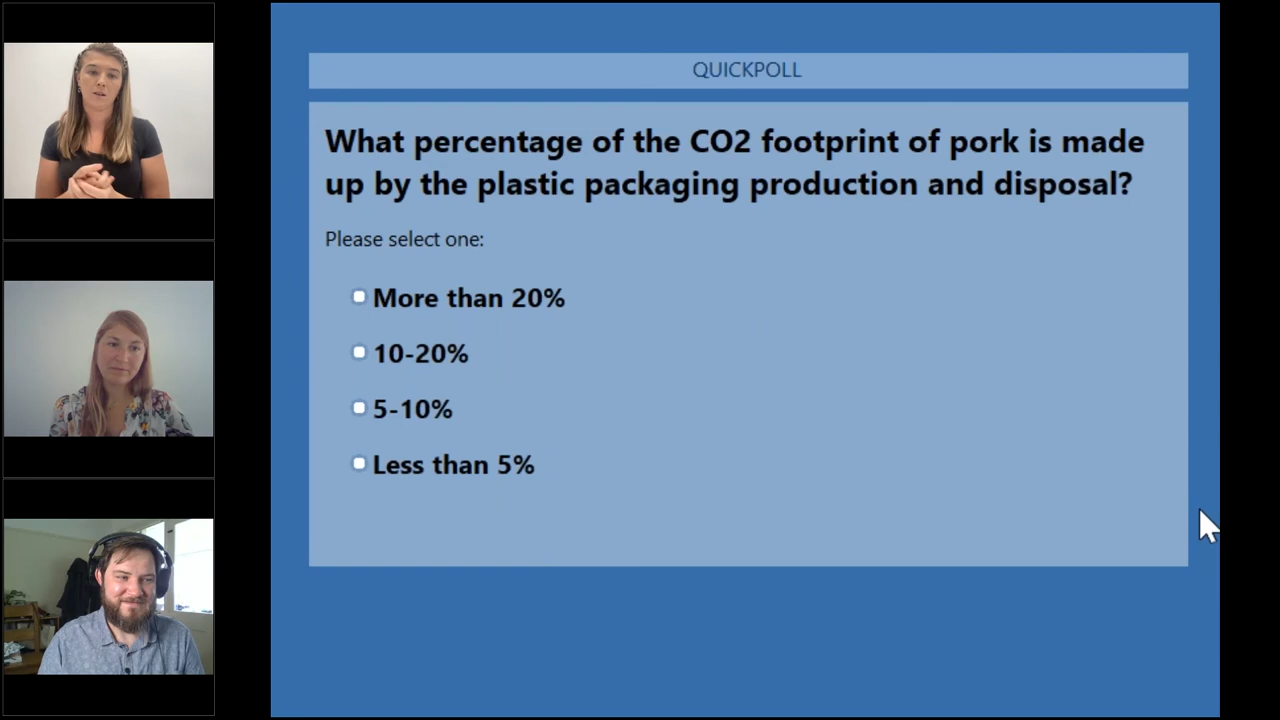 QUICKPOLL
What percentage of the CO2 footprint of pork is made
up by the plastic packaging production and disposal?
Please select one:
More than 20%
10-20%
5-10%
Less than 5%